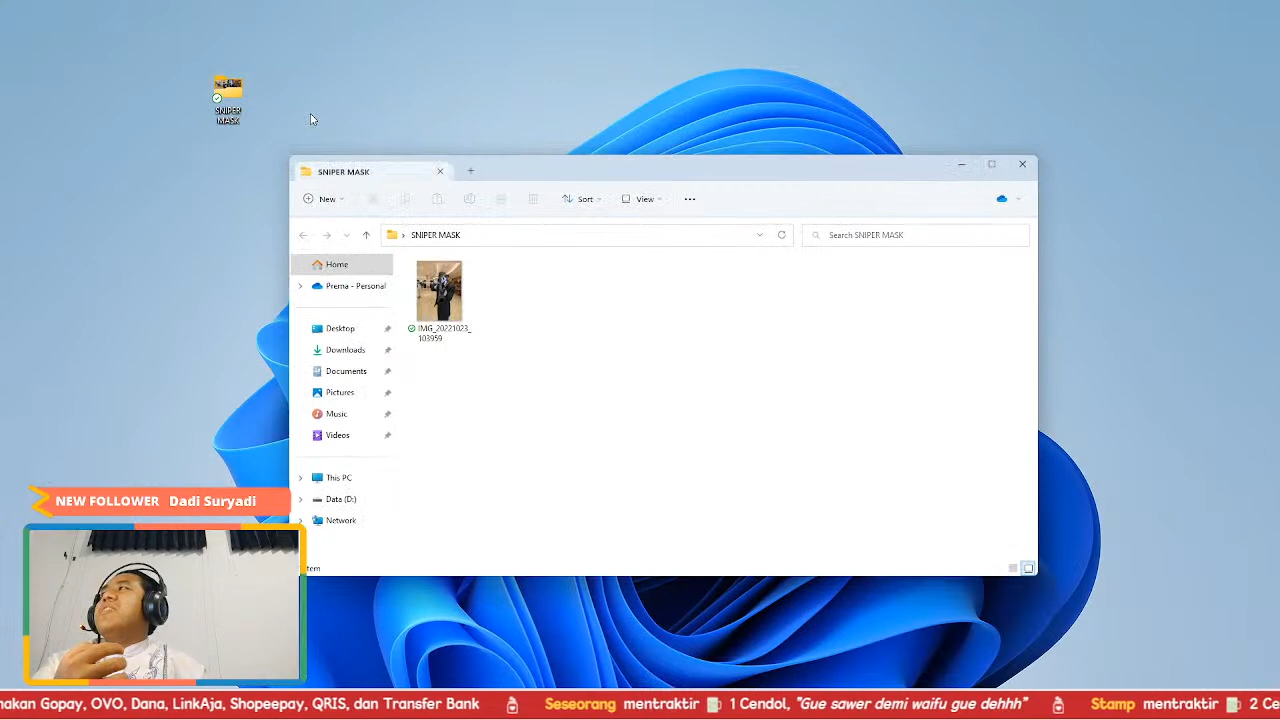 SNIPER
MASK
SNIPER MASK
New
Sort
View
SNIPER MASK
Search SNIPER MASK
Home
Prema - Personal
Desktop
Downloads
Documents
Pictures
Music
Videos
This PC
Data (D:)
Network
IMG_20221023_
103959
tem
NEW FOLLOWER Dadi Suryadi
nakan Gopay, OVO, Dana, LinkAja, Shopeepay, QRIS, dan Transfer Bank Seseorang mentraktir 1 Cendol, "Gue sawer demi waifu gue dehhh" Stamp mentraktir 2 Ce